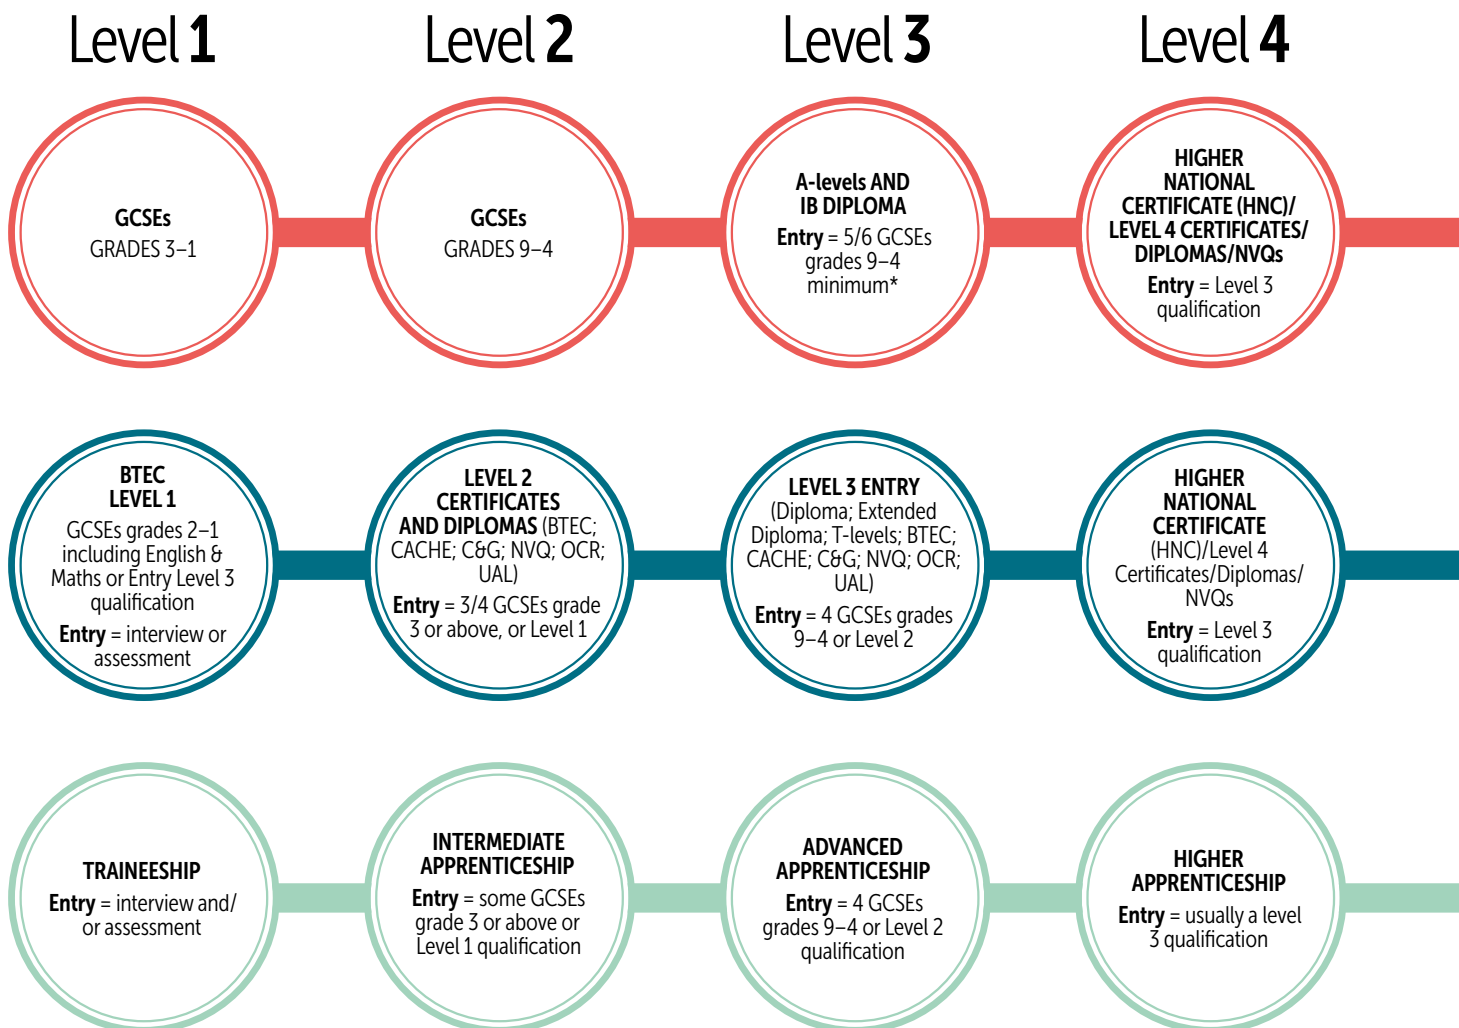 Level 1
Level 2
Level 3
Level 4
GCSEs
GRADES 3–1
GCSEs
GRADES 9–4
A-levels AND
IB DIPLOMA
Entry = 5/6 GCSEs
grades 9–4
minimum*
HIGHER
NATIONAL
CERTIFICATE (HNC)/
LEVEL 4 CERTIFICATES/
DIPLOMAS/NVQs
Entry = Level 3
qualification
BTEC
LEVEL 1
GCSEs grades 2–1
including English &
Maths or Entry Level 3
qualification
Entry = interview or
assessment
LEVEL 2
CERTIFICATES
AND DIPLOMAS (BTEC;
CACHE; C&G; NVQ; OCR;
UAL)
Entry = 3/4 GCSEs grade
3 or above, or Level 1
LEVEL 3 ENTRY
(Diploma; Extended
Diploma; T-levels; BTEC;
CACHE; C&G; NVQ; OCR;
UAL)
Entry = 4 GCSEs grades
9–4 or Level 2
HIGHER
NATIONAL
CERTIFICATE
(HNC)/Level 4
Certificates/Diplomas/
NVQs
Entry = Level 3
qualification
TRAINEESHIP
Entry = interview and/
or assessment
INTERMEDIATE
APPRENTICESHIP
Entry = some GCSEs
grade 3 or above or
Level 1 qualification
ADVANCED
APPRENTICESHIP
Entry = 4 GCSEs
grades 9–4 or Level 2
qualification
HIGHER
APPRENTICESHIP
Entry = usually a level
3 qualification